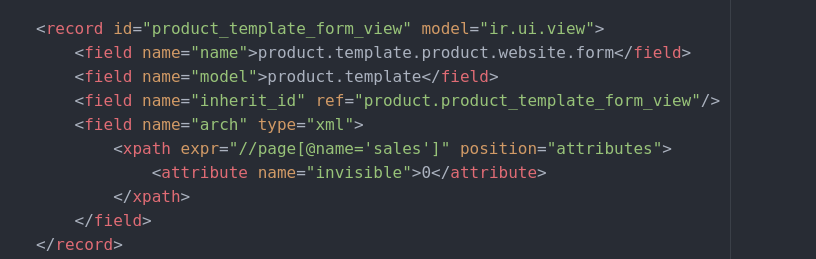 <record id="product_template_form_view" model="ir.ui.view">
    <field name="name">product.template.product.website.form</field>
    <field name="model">product.template</field>
    <field name="inherit_id" ref="product.product_template_form_view"/>
    <field name="arch" type="xml">
        <xpath expr="//page[@name='sales']" position="attributes">
            <attribute name="invisible">0</attribute>
        </xpath>
    </field>
</record>